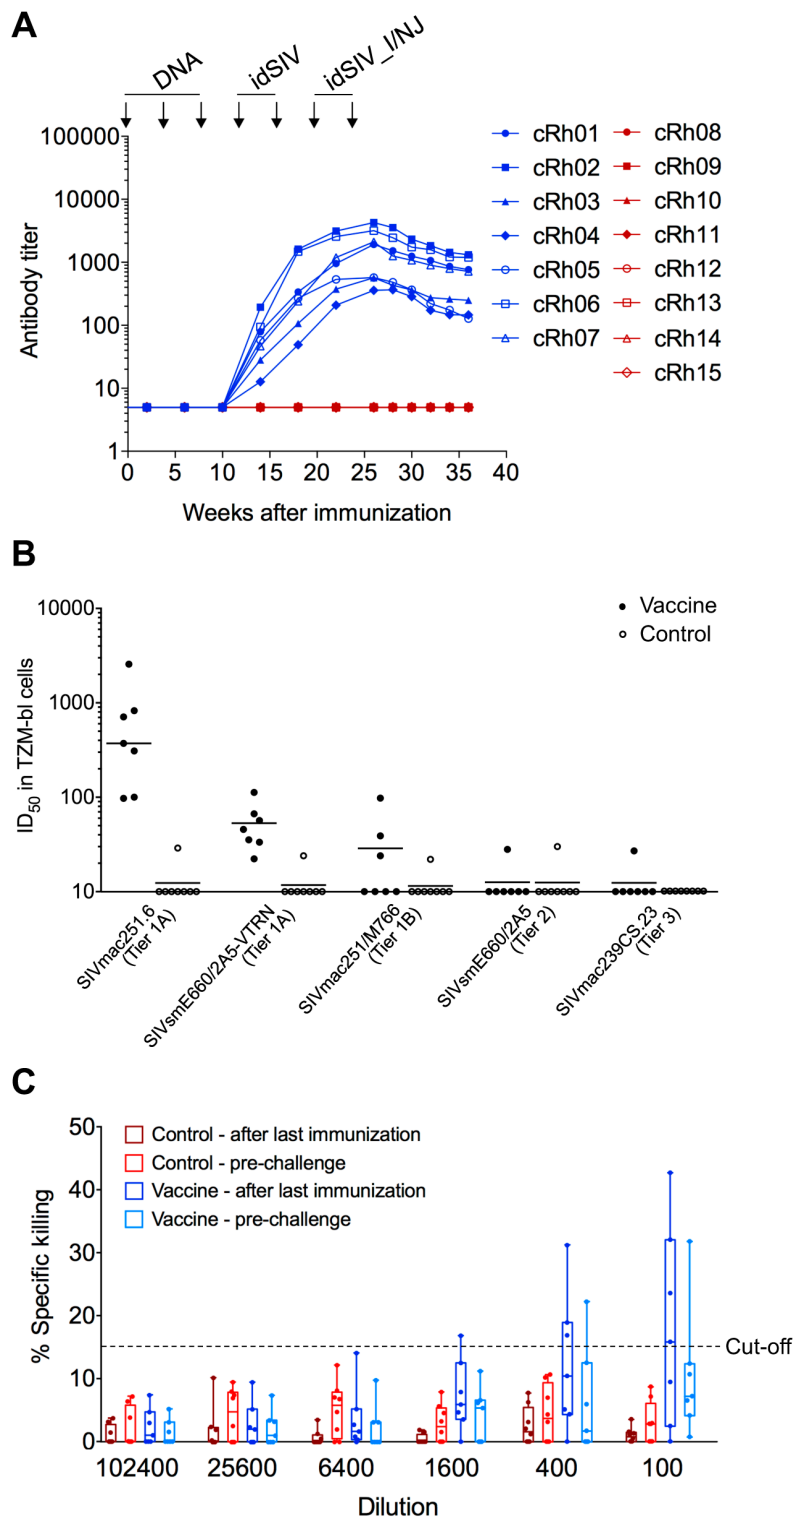 A
DNA
idSIV
idSIV_I/NJ
100000
10000
1000
100
10
1
Antibody titer
0 5 10 15 20 25 30 35 40
Weeks after immunization
cRh01 cRh08
cRh02 cRh09
cRh03 cRh10
cRh04 cRh11
cRh05 cRh12
cRh06 cRh13
cRh07 cRh14
cRh15
B
10000
1000
100
10
ID50 in TZM-bl cells
Vaccine
Control
SIVmac251.6
(Tier 1A)
SIVsmE660/2A5-VTRN
(Tier 1A)
SIVmac251/M766
(Tier 1B)
SIVsmE660/2A5
(Tier 2)
SIVmac239CS.23
(Tier 3)
C
50
40
30
20
10
0
% Specific killing
Control - after last immunization
Control - pre-challenge
Vaccine - after last immunization
Vaccine - pre-challenge
Cut-off
102400 25600 6400 1600 400 100
Dilution